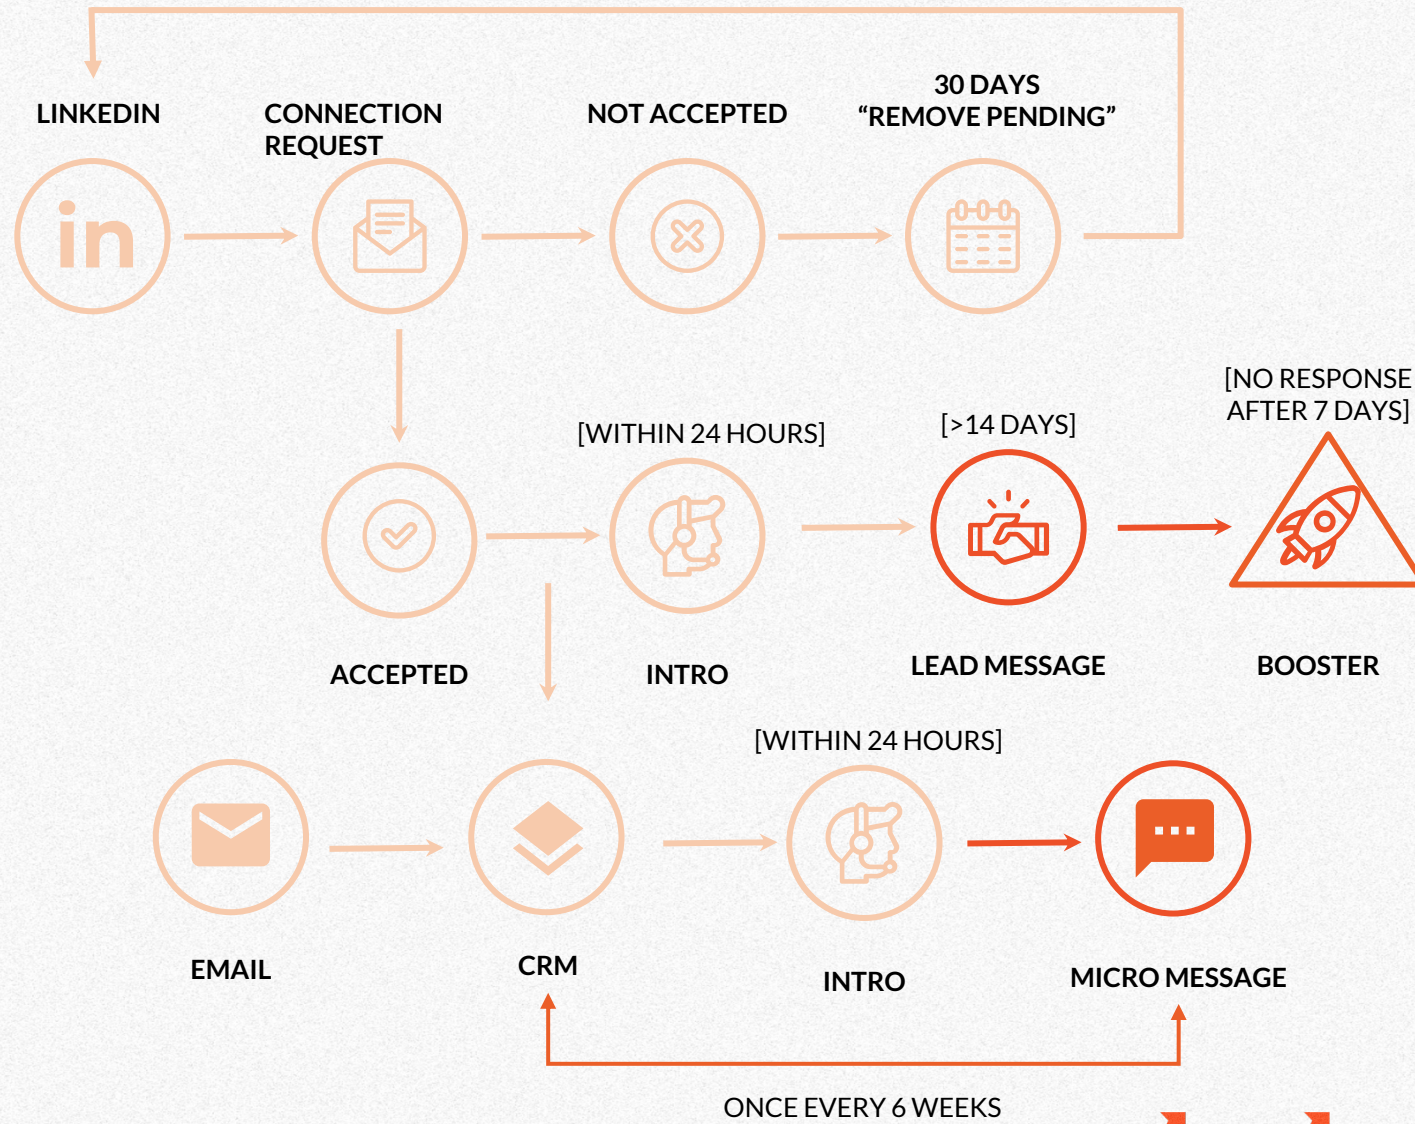 LINKEDIN
CONNECTION
REQUEST
NOT ACCEPTED
30 DAYS
“REMOVE PENDING”
in
[WITHIN 24 HOURS]
[>14 DAYS]
[NO RESPONSE
AFTER 7 DAYS]
ACCEPTED
INTRO
LEAD MESSAGE
BOOSTER
[WITHIN 24 HOURS]
EMAIL
CRM
INTRO
MICRO MESSAGE
ONCE EVERY 6 WEEKS